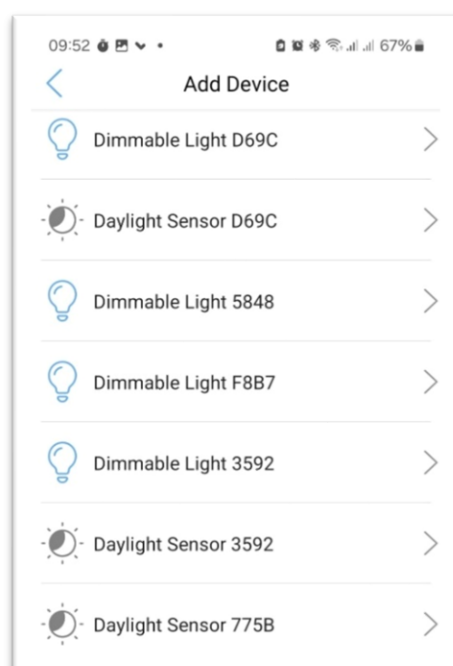 09:52 67%
Add Device
Dimmable Light D69C
Daylight Sensor D69C
Dimmable Light 5848
Dimmable Light F8B7
Dimmable Light 3592
Daylight Sensor 3592
Daylight Sensor 775B